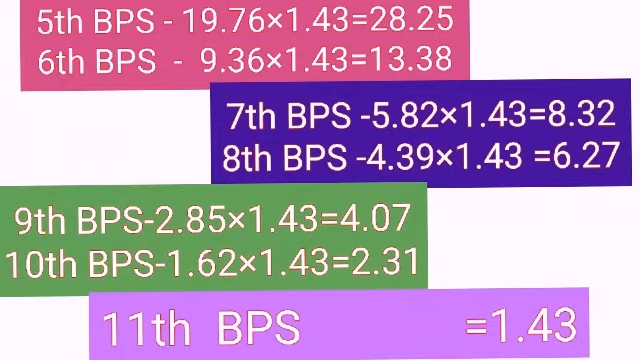 5th BPS - 19.76×1.43=28.25
6th BPS - 9.36×1.43=13.38
7th BPS -5.82×1.43=8.32
8th BPS -4.39×1.43 =6.27
9th BPS-2.85×1.43=4.07
10th BPS-1.62×1.43=2.31
11th BPS =1.43